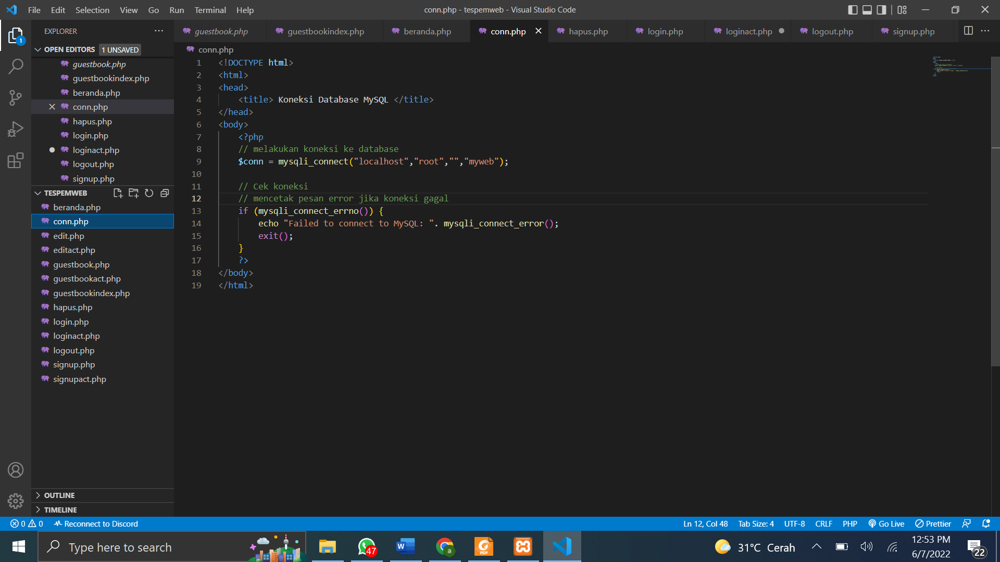 File Edit Selection View Go Run Terminal Help
conn.php - tespemweb - Visual Studio Code
EXPLORER
OPEN EDITORS 1 UNSAVED
guestbook.php
guestbookindex.php
beranda.php
conn.php
hapus.php
login.php
loginact.php
logout.php
signup.php
TESPEMWEB
beranda.php
conn.php
edit.php
editact.php
guestbook.php
guestbookact.php
guestbookindex.php
hapus.php
login.php
loginact.php
logout.php
signup.php
signupact.php
OUTLINE
TIMELINE
guestbook.php guestbookindex.php beranda.php conn.php hapus.php login.php loginact.php logout.php signup.php
conn.php
1 <!DOCTYPE html>
2 <html>
3 <head>
4 <title> Koneksi Database MySQL </title>
5 </head>
6 <body>
7 <?php
8 // melakukan koneksi ke database
9 $conn = mysqli_connect("localhost","root","","myweb");
10
11 // Cek koneksi
12 // mencetak pesan error jika koneksi gagal
13 if (mysqli_connect_errno()) {
14 echo "Failed to connect to MySQL: ". mysqli_connect_error();
15 exit();
16 }
17 ?>
18 </body>
19 </html>
1
0 0 Reconnect to Discord Ln 12, Col 48 Tab Size: 4 UTF-8 CRLF PHP Go Live Prettier
Type here to search
47
W
a
PDF
31°C Cerah
12:53 PM
6/7/2022
22